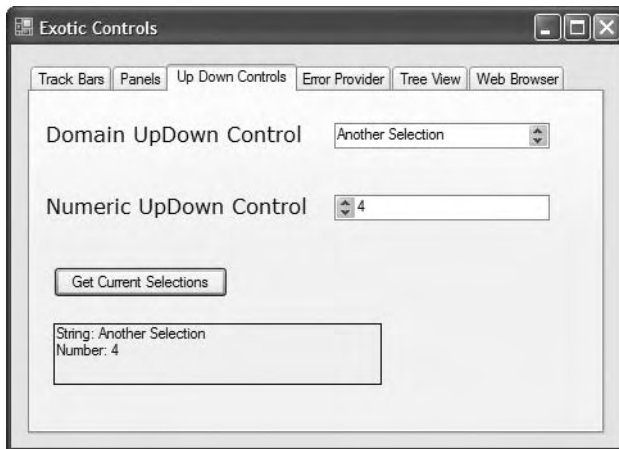 Exotic Controls
Track Bars Panels Up Down Controls Error Provider Tree View Web Browser
Domain UpDown Control Another Selection
Numeric UpDown Control 4
Get Current Selections
String: Another Selection
Number: 4